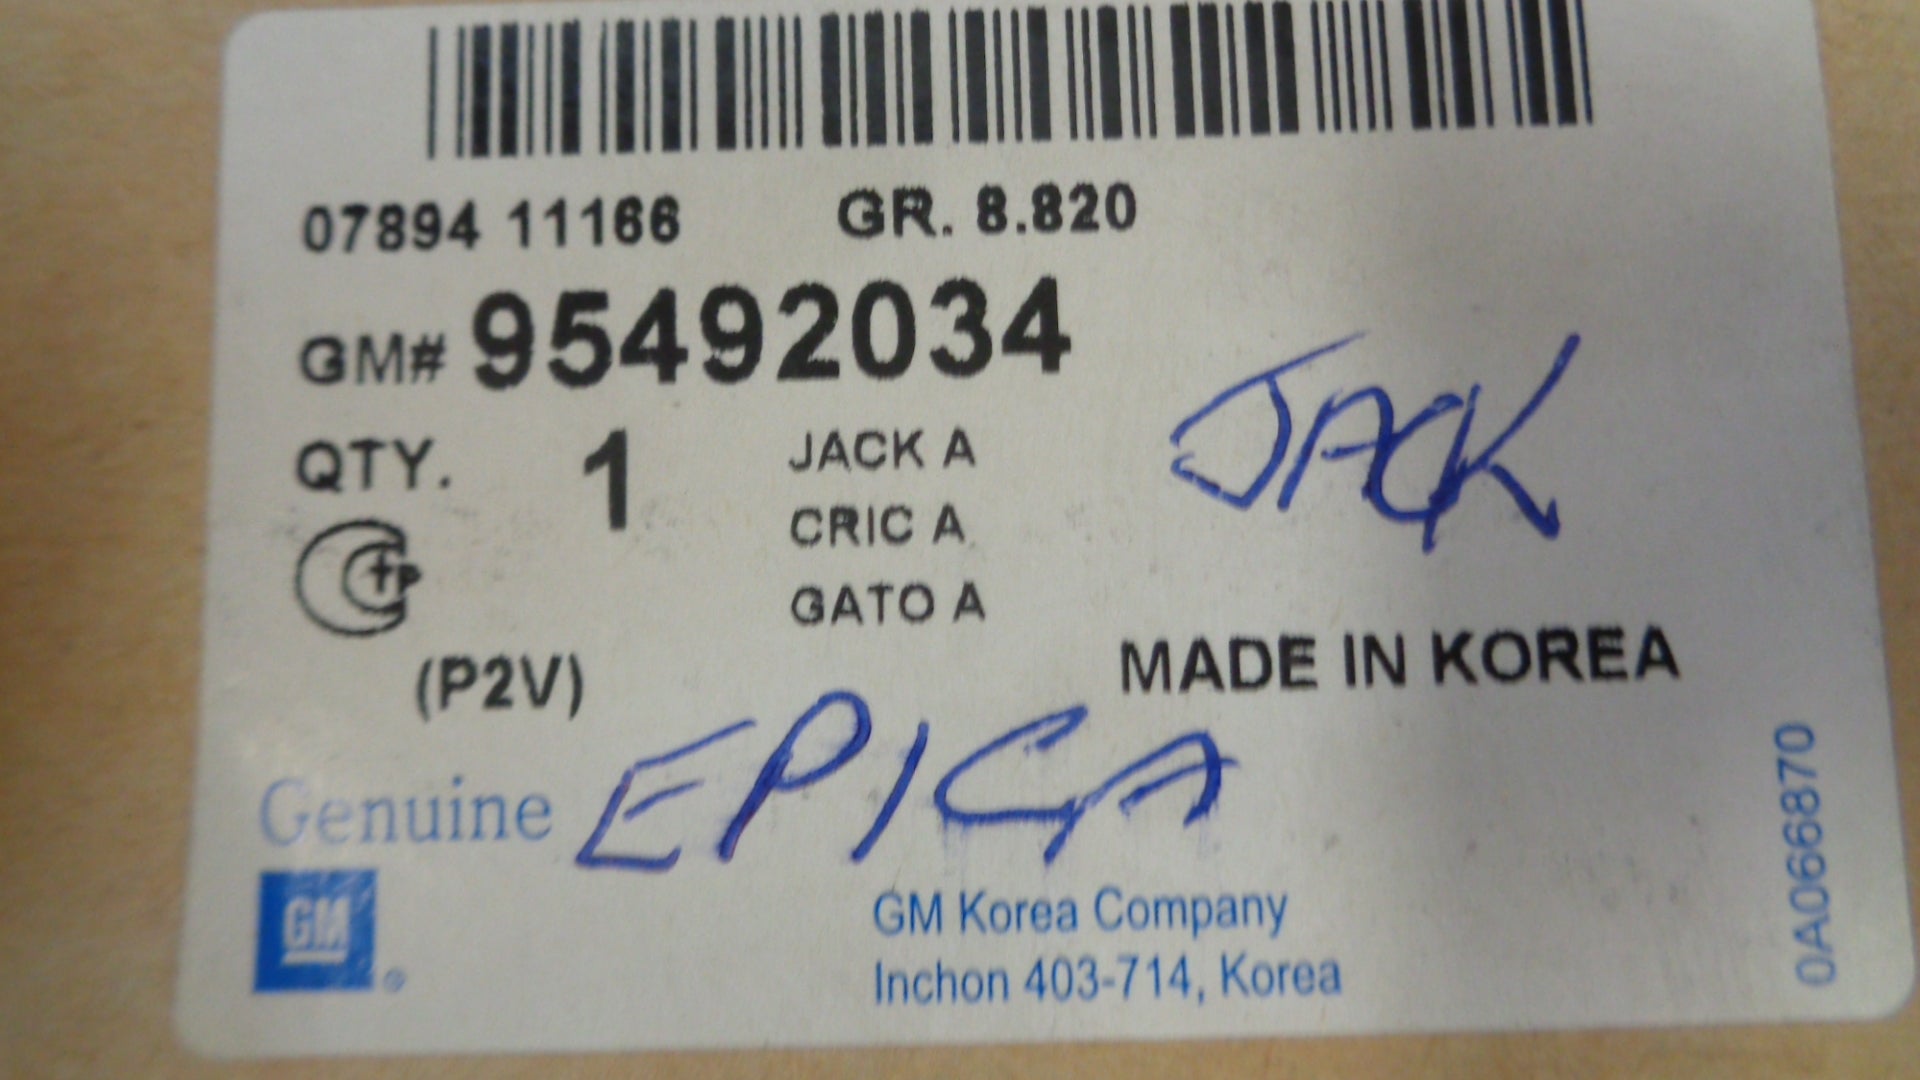 07894 11166 GR. 8.820
GM# 95492034
QTY. 1 JACK A
JACK
CRIC A
GATO A
(P2V)
MADE IN KOREA
EPICA
Genuine
GM
GM Korea Company
Inchon 403-714, Korea
0A066870